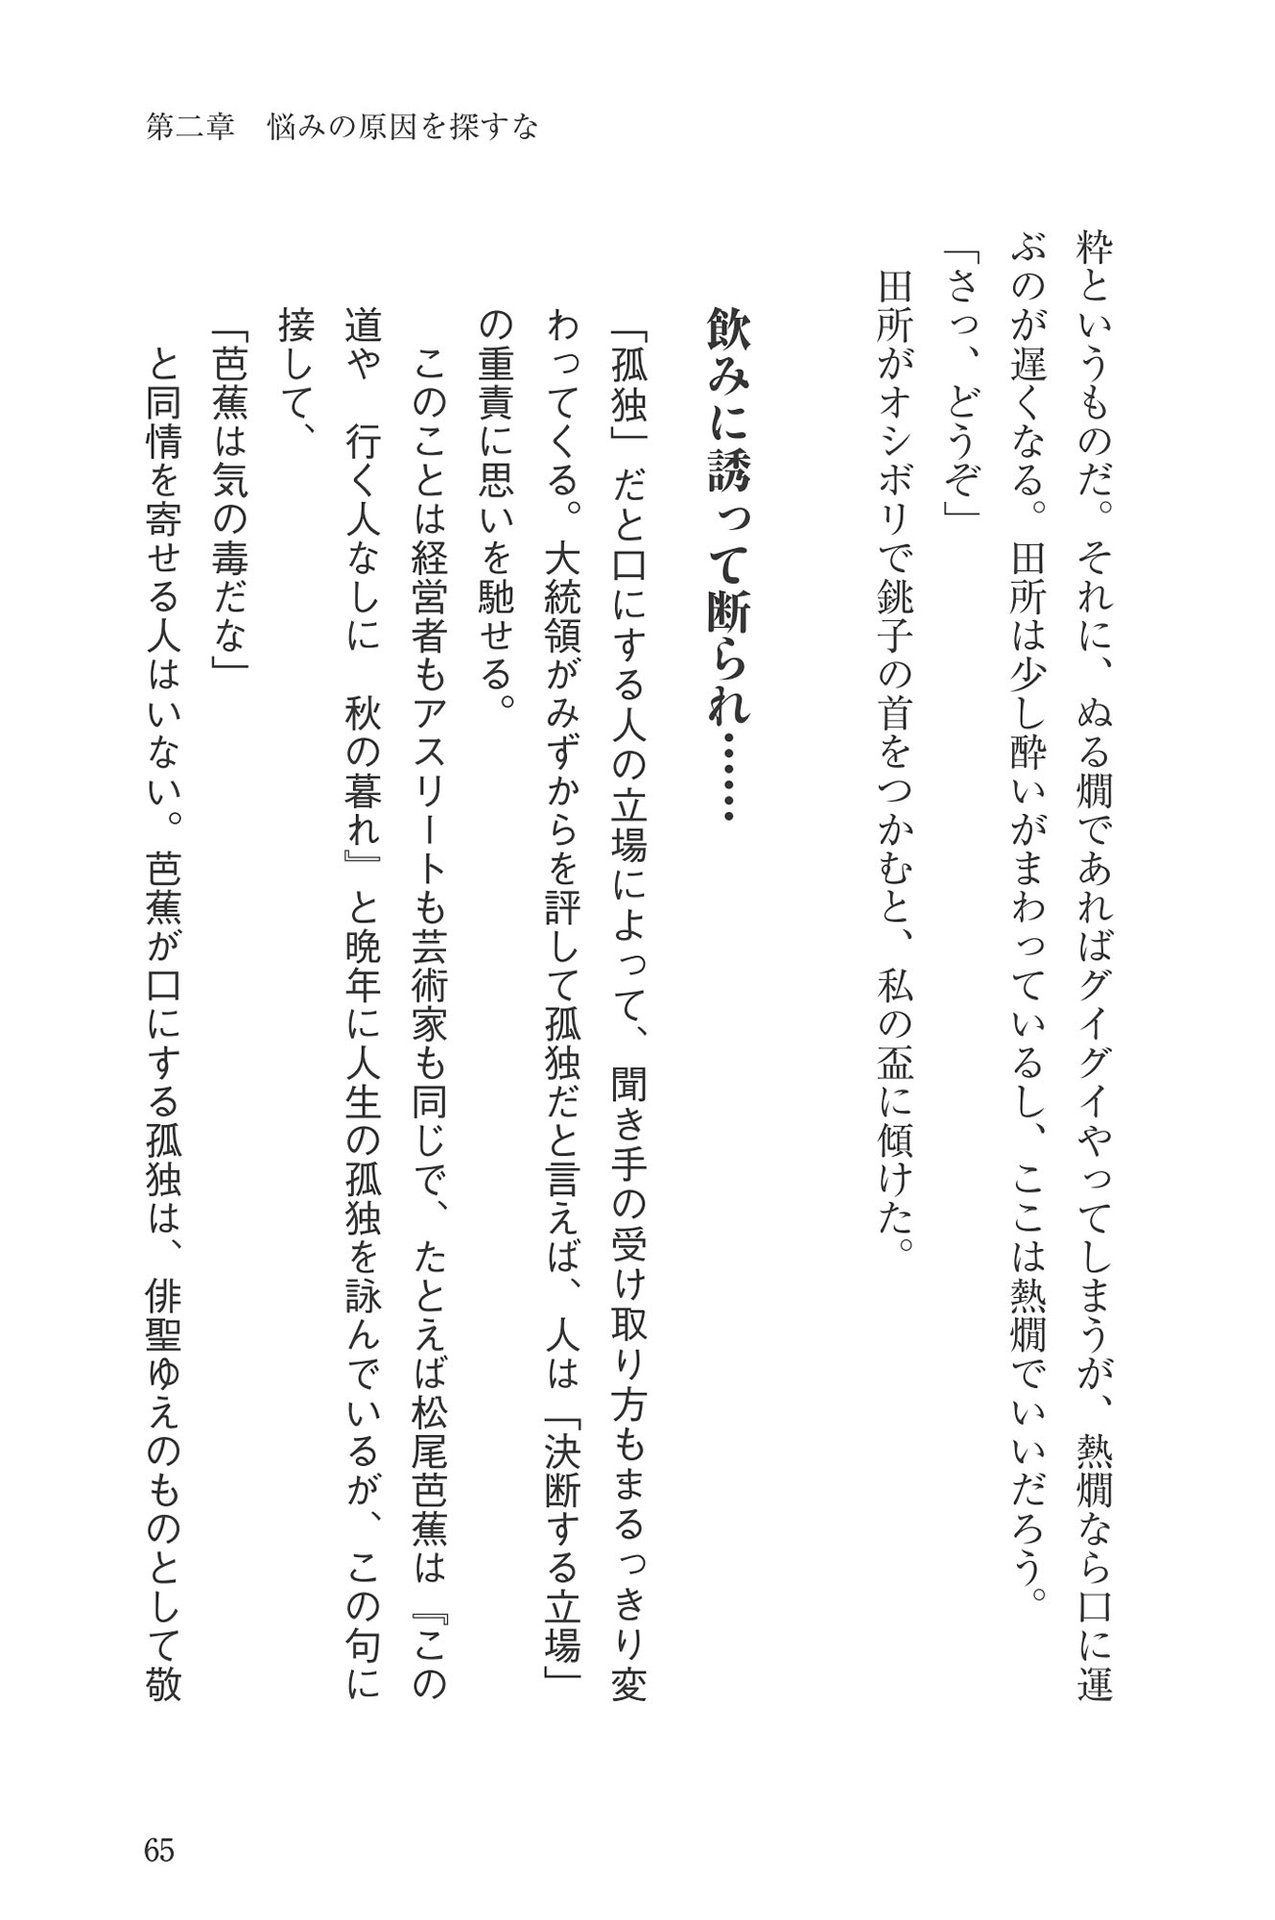 第二章　悩みの原因を探すな
粋というものだ。それに、ぬる燗であればグイグイやってしまうが、熱燗なら口に運
ぶのが遅くなる。田所は少し酔いがまわっているし、ここは熱燗でいいだろう。
「さっ、どうぞ」
　田所がオシボリで銚子の首をつかむと、私の盃に傾けた。
飲みに誘って断られ……
「孤独」だと口にする人の立場によって、聞き手の受け取り方もまるっきり変
わってくる。大統領がみずからを評して孤独だと言えば、人は「決断する立場」
の重責に思いを馳せる。
　このことは経営者もアスリートも芸術家も同じで、たとえば松尾芭蕉は『この
道や　行く人なしに　秋の暮れ』と晩年に人生の孤独を詠んでいるが、この句に
接して、
「芭蕉は気の毒だな」
　と同情を寄せる人はいない。芭蕉が口にする孤独は、俳聖ゆえのものとして敬
65